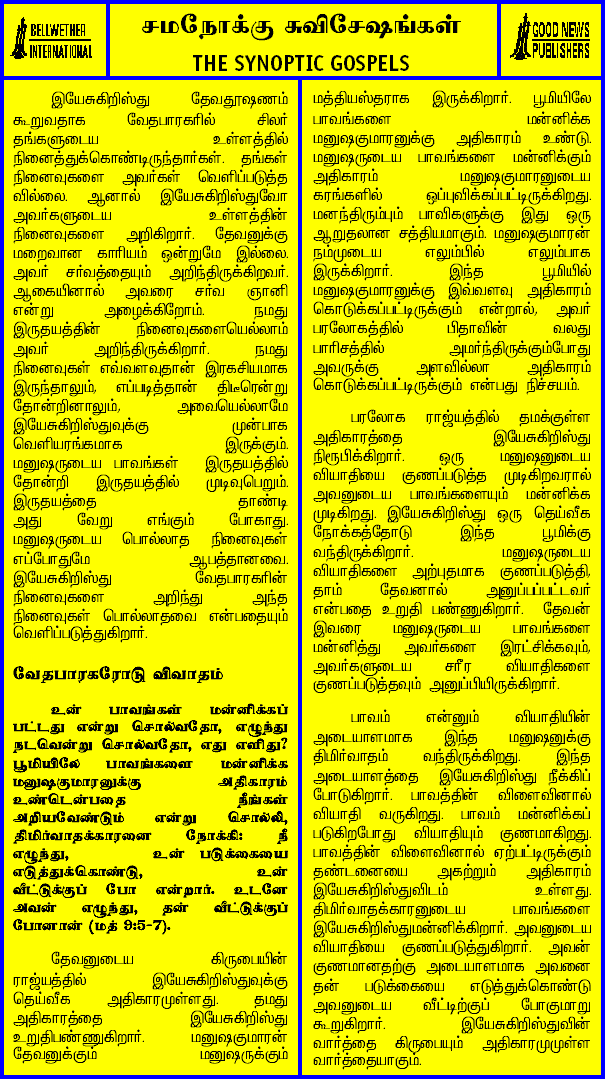 BELLWETHER
INTERNATIONAL
சமநோக்கு சுவிசேஷங்கள்
THE SYNOPTIC GOSPELS
GOOD NEWS
PUBLISHERS
இயேசுகிறிஸ்து தேவதூஷணம்
கூறுவதாக வேதபாரகரில் சிலர்
தங்களுடைய உள்ளத்தில்
நினைத்துக்கொண்டிருந்தார்கள். தங்கள்
நினைவுகளை அவர்கள் வெளிப்படுத்த
வில்லை. ஆனால் இயேசுகிறிஸ்துவோ
அவர்களுடைய உள்ளத்தின்
நினைவுகளை அறிகிறார். தேவனுக்கு
மறைவான காரியம் ஒன்றுமே இல்லை.
அவர் சர்வத்தையும் அறிந்திருக்கிறவர்.
ஆகையினால் அவரை சர்வ ஞானி
என்று அழைக்கிறோம். நமது
இருதயத்தின் நினைவுகளையெல்லாம்
அவர் அறிந்திருக்கிறார். நமது
நினைவுகள் எவ்வளவுதான் இரகசியமாக
இருந்தாலும், எப்படித்தான் திடீரென்று
தோன்றினாலும், அவையெல்லாமே
இயேசுகிறிஸ்துவுக்கு முன்பாக
வெளியரங்கமாக இருக்கும்.
மனுஷருடைய பாவங்கள் இருதயத்தில்
தோன்றி இருதயத்தில் முடிவுபெறும்.
இருதயத்தை தாண்டி
அது வேறு எங்கும் போகாது.
மனுஷருடைய பொல்லாத நினைவுகள்
எப்போதுமே ஆபத்தானவை.
இயேசுகிறிஸ்து வேதபாரகரின்
நினைவுகளை அறிந்து அந்த
நினைவுகள் பொல்லாதவை என்பதையும்
வெளிப்படுத்துகிறார்.
வேதபாரகரோடு விவாதம்
உன் பாவங்கள் மன்னிக்கப்
பட்டது என்று சொல்வதோ, எழுந்து
நடவென்று சொல்வதோ, எது எளிது?
பூமியிலே பாவங்களை மன்னிக்க
மனுஷகுமாரனுக்கு அதிகாரம்
உண்டென்பதை நீங்கள்
அறியவேண்டும் என்று சொல்லி,
திமிர்வாதக்காரனை நோக்கி: நீ
எழுந்து, உன் படுக்கையை
எடுத்துக்கொண்டு, உன்
வீட்டுக்குப் போ என்றார். உடனே
அவன் எழுந்து, தன் வீட்டுக்குப்
போனான் (மத் 9:5-7).
தேவனுடைய கிருபையின்
ராஜ்யத்தில் இயேசுகிறிஸ்துவுக்கு
தெய்வீக அதிகாரமுள்ளது. தமது
அதிகாரத்தை இயேசுகிறிஸ்து
உறுதிபண்ணுகிறார். மனுஷகுமாரன்
தேவனுக்கும் மனுஷருக்கும்
மத்தியஸ்தராக இருக்கிறார். பூமியிலே
பாவங்களை மன்னிக்க
மனுஷகுமாரனுக்கு அதிகாரம் உண்டு.
மனுஷருடைய பாவங்களை மன்னிக்கும்
அதிகாரம் மனுஷகுமாரனுடைய
கரங்களில் ஒப்புவிக்கப்பட்டிருக்கிறது.
மனந்திரும்பும் பாவிகளுக்கு இது ஒரு
ஆறுதலான சத்தியமாகும். மனுஷகுமாரன்
நம்முடைய எலும்பில் எலும்பாக
இருக்கிறார். இந்த பூமியில்
மனுஷகுமாரனுக்கு இவ்வளவு அதிகாரம்
கொடுக்கப்பட்டிருக்கும் என்றால், அவர்
பரலோகத்தில் பிதாவின் வலது
பாரிசத்தில் அமர்ந்திருக்கும்போது
அவருக்கு அளவில்லா அதிகாரம்
கொடுக்கப்பட்டிருக்கும் என்பது நிச்சயம்.
பரலோக ராஜ்யத்தில் தமக்குள்ள
அதிகாரத்தை இயேசுகிறிஸ்து
நிரூபிக்கிறார். ஒரு மனுஷனுடைய
வியாதியை குணப்படுத்த முடிகிறவரால்
அவனுடைய பாவங்களையும் மன்னிக்க
முடிகிறது. இயேசுகிறிஸ்து ஒரு தெய்வீக
நோக்கத்தோடு இந்த பூமிக்கு
வந்திருக்கிறார். மனுஷருடைய
வியாதிகளை அற்புதமாக குணப்படுத்தி,
தாம் தேவனால் அனுப்பப்பட்டவர்
என்பதை உறுதி பண்ணுகிறார். தேவன்
இவரை மனுஷருடைய பாவங்களை
மன்னித்து அவர்களை இரட்சிக்கவும்,
அவர்களுடைய சரீர வியாதிகளை
குணப்படுத்தவும் அனுப்பியிருக்கிறார்.
பாவம் என்னும் வியாதியின்
அடையாளமாக இந்த மனுஷனுக்கு
திமிர்வாதம் வந்திருக்கிறது. இந்த
அடையாளத்தை இயேசுகிறிஸ்து நீக்கிப்
போடுகிறார். பாவத்தின் விளைவினால்
வியாதி வருகிறது. பாவம் மன்னிக்கப்
படுகிறபோது வியாதியும் குணமாகிறது.
பாவத்தின் விளைவினால் ஏற்பட்டிருக்கும்
தண்டனையை அகற்றும் அதிகாரம்
இயேசுகிறிஸ்துவிடம் உள்ளது.
திமிர்வாதக்காரனுடைய பாவங்களை
இயேசுகிறிஸ்துமன்னிக்கிறார். அவனுடைய
வியாதியை குணப்படுத்துகிறார். அவன்
குணமானதற்கு அடையாளமாக அவனை
தன் படுக்கையை எடுத்துக்கொண்டு
அவனுடைய வீட்டிற்குப் போகுமாறு
கூறுகிறார். இயேசுகிறிஸ்துவின்
வார்த்தை கிருபையும் அதிகாரமுமுள்ள
வார்த்தையாகும்.